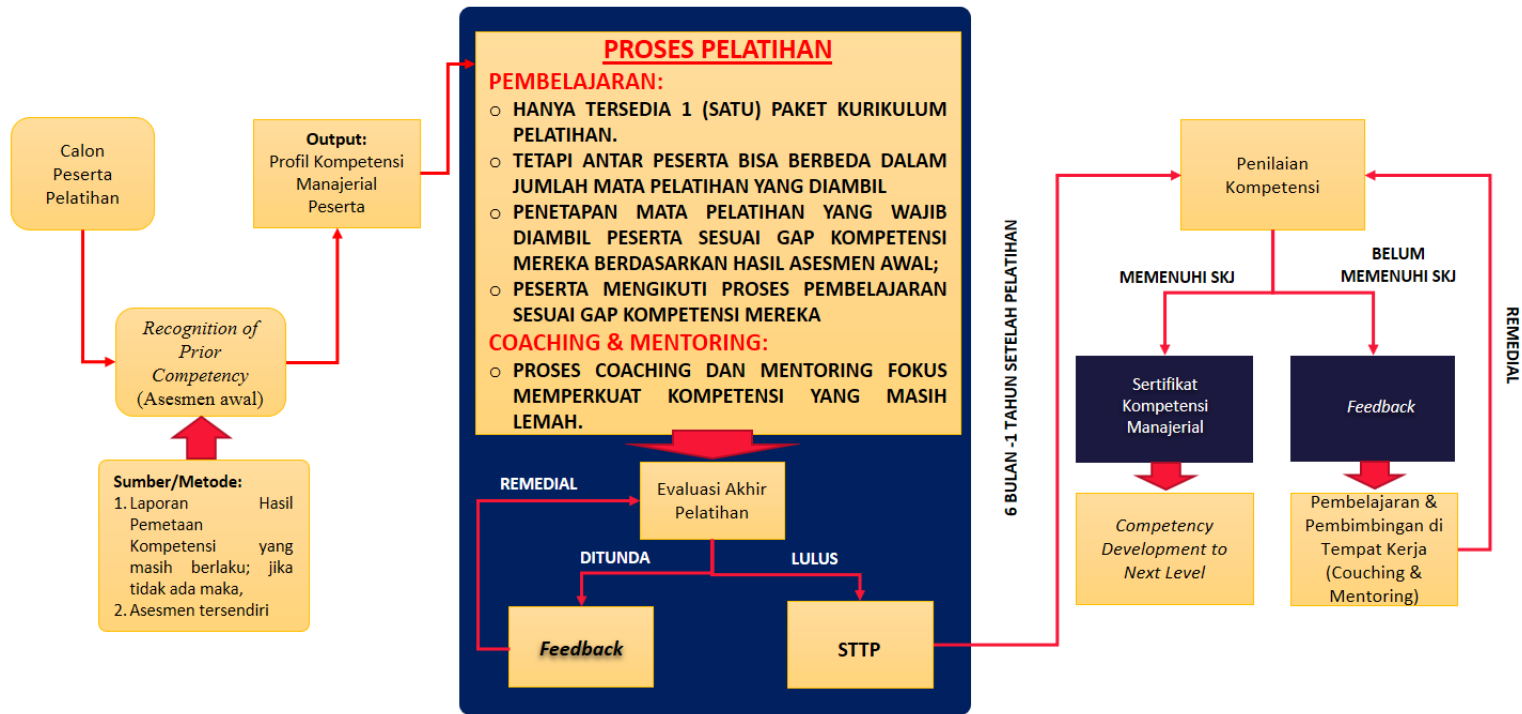 Calon
Peserta
Pelatihan
Recognition of
Prior
Competency
(Asesmen awal)
Sumber/Metode:
1. Laporan Hasil
Pemetaan
Kompetensi yang
masih berlaku; jika
tidak ada maka,
2. Asesmen tersendiri
Output:
Profil Kompetensi
Manajerial
Peserta
PROSES PELATIHAN
PEMBELAJARAN:
o HANYA TERSEDIA 1 (SATU) PAKET KURIKULUM
PELATIHAN.
o TETAPI ANTAR PESERTA BISA BERBEDA DALAM
JUMLAH MATA PELATIHAN YANG DIAMBIL
o PENETAPAN MATA PELATIHAN YANG WAJIB
DIAMBIL PESERTA SESUAI GAP KOMPETENSI
MEREKA BERDASARKAN HASIL ASESMEN AWAL;
o PESERTA MENGIKUTI PROSES PEMBELAJARAN
SESUAI GAP KOMPETENSI MEREKA
COACHING & MENTORING:
o PROSES COACHING DAN MENTORING FOKUS
MEMPERKUAT KOMPETENSI YANG MASIH
LEMAH.
REMEDIAL
Evaluasi Akhir
Pelatihan
DITUNDA
LULUS
Feedback
STTP
6 BULAN -1 TAHUN SETELAH PELATIHAN
Penilaian
Kompetensi
MEMENUHI SKJ
BELUM
MEMENUHI SKJ
Sertifikat
Kompetensi
Manajerial
Feedback
Competency
Development to
Next Level
Pembelajaran &
Pembimbingan di
Tempat Kerja
(Couching &
Mentoring)
REMEDIAL